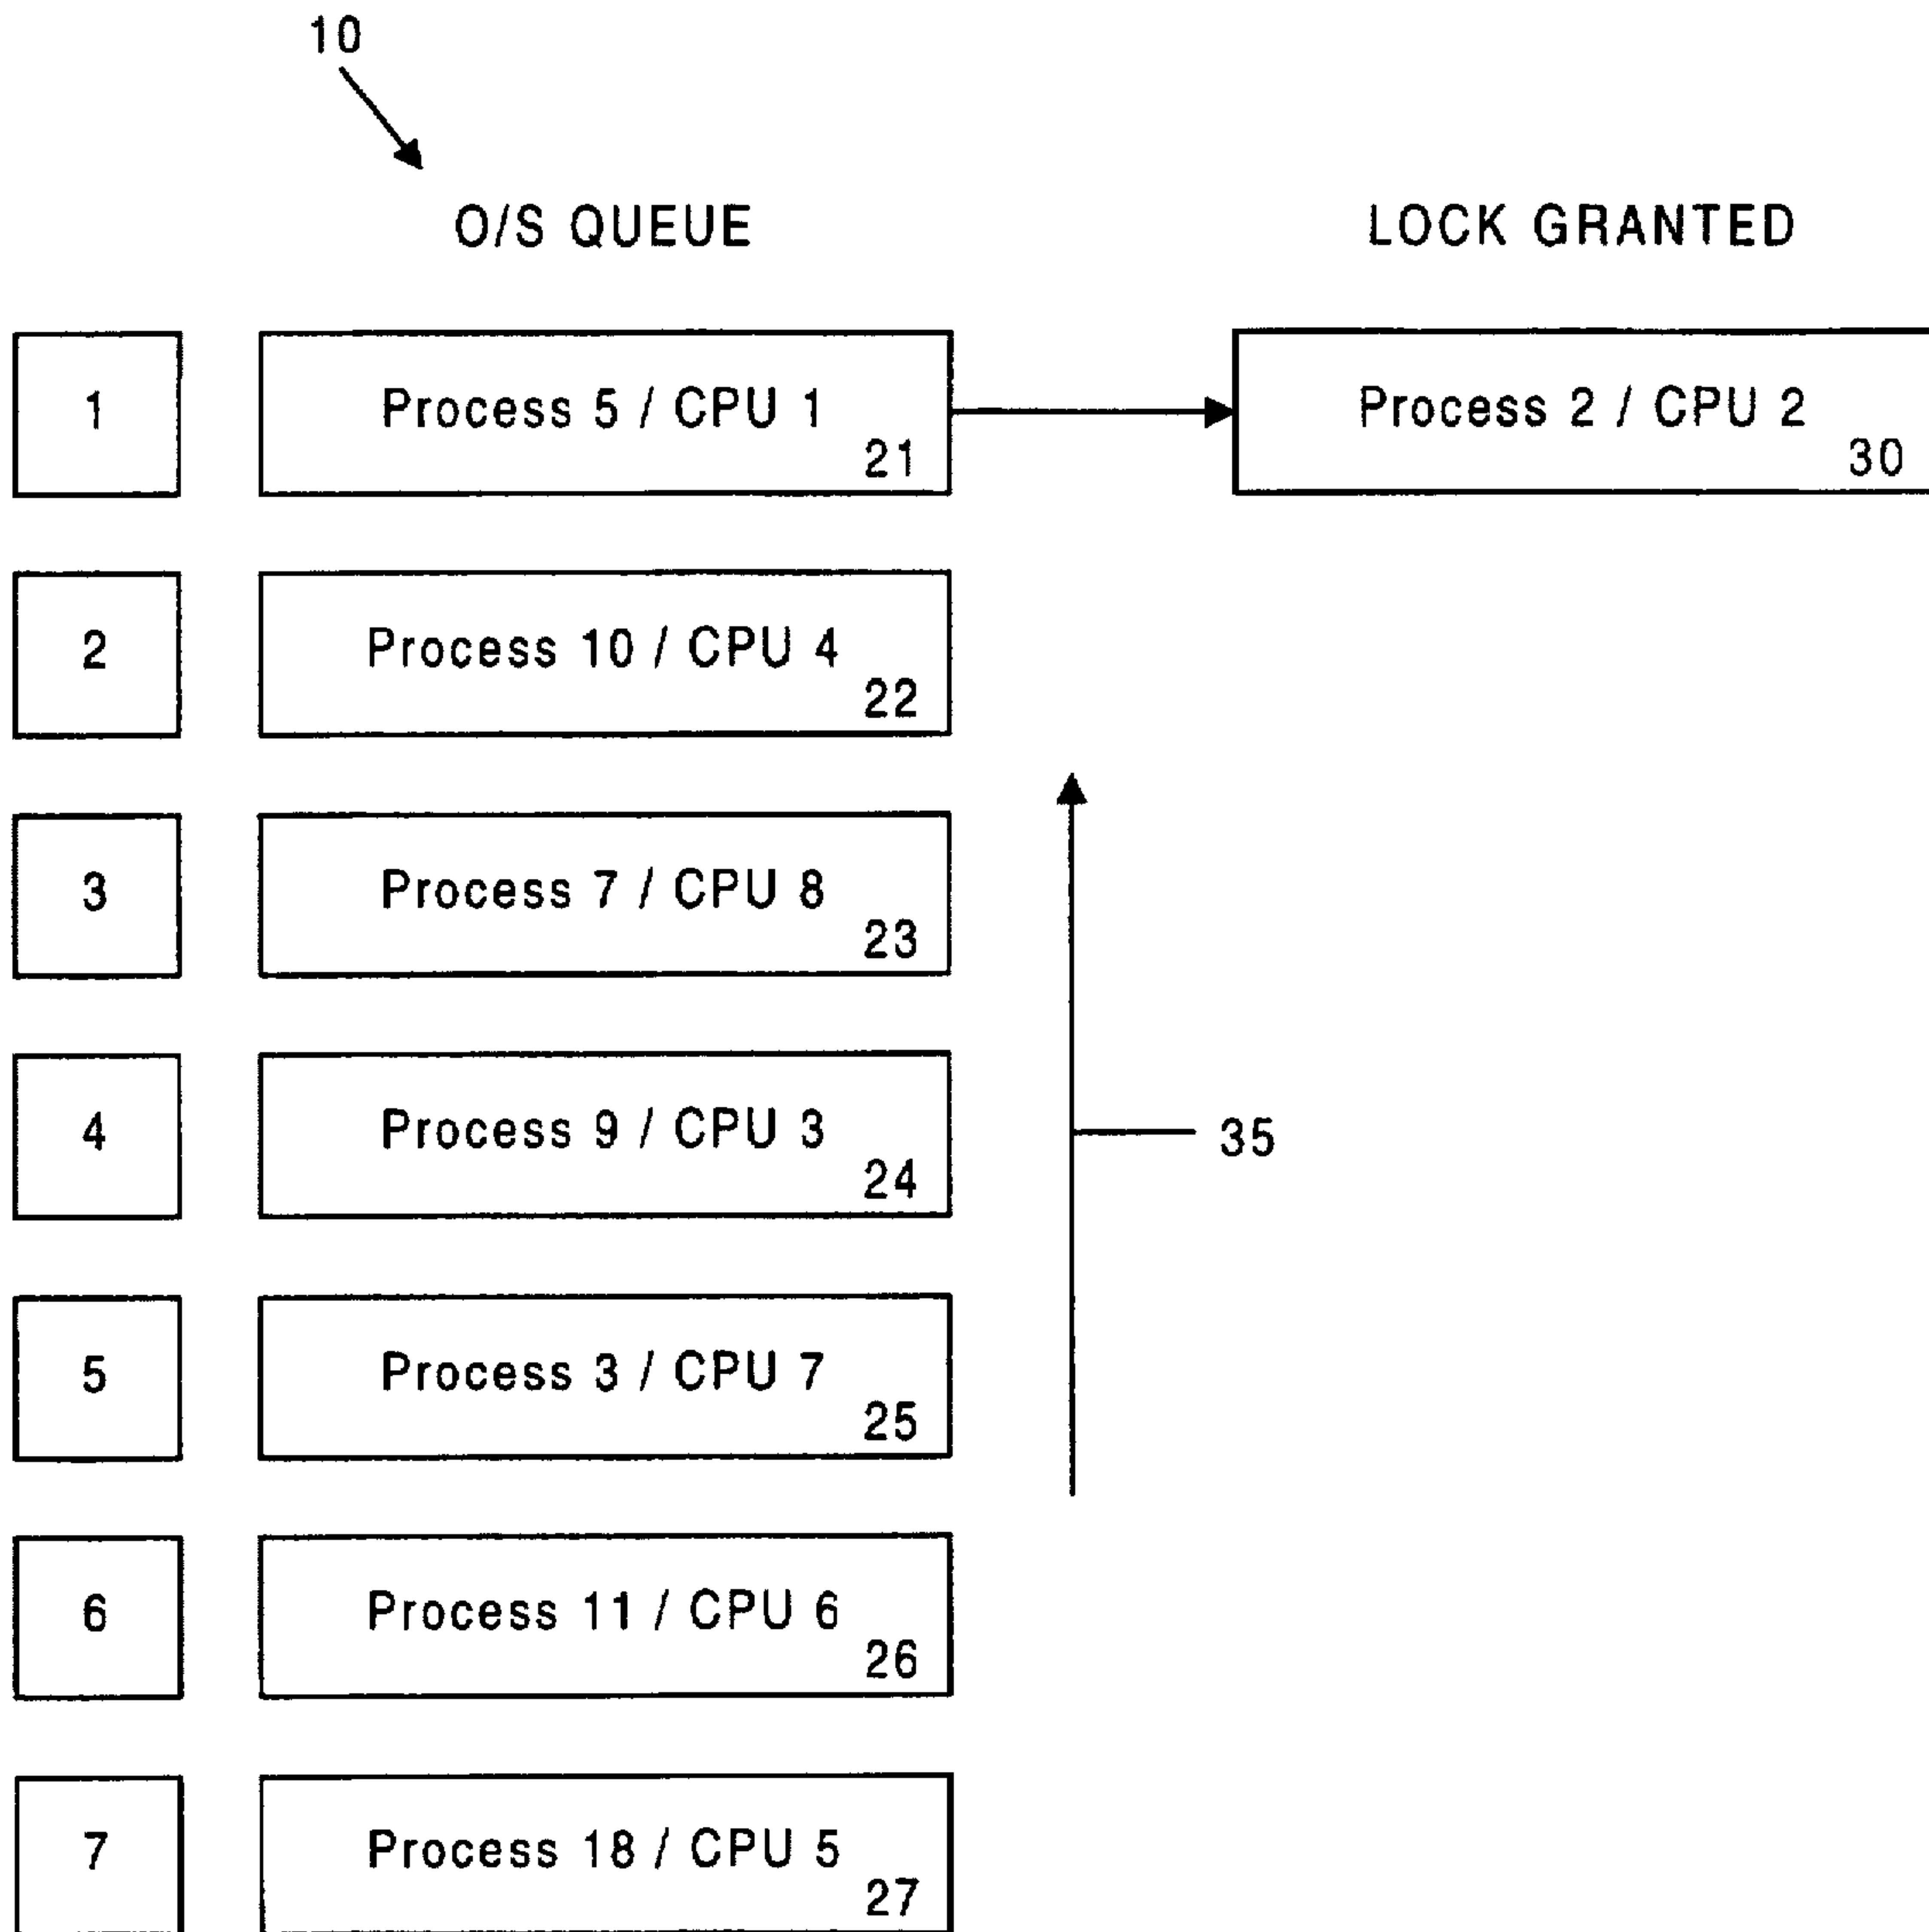 10
O/S QUEUE
LOCK GRANTED
1
Process 5 / CPU 1
21
Process 2 / CPU 2
30
2
Process 10 / CPU 4
22
3
Process 7 / CPU 8
23
4
Process 9 / CPU 3
24
35
5
Process 3 / CPU 7
25
6
Process 11 / CPU 6
26
7
Process 18 / CPU 5
27